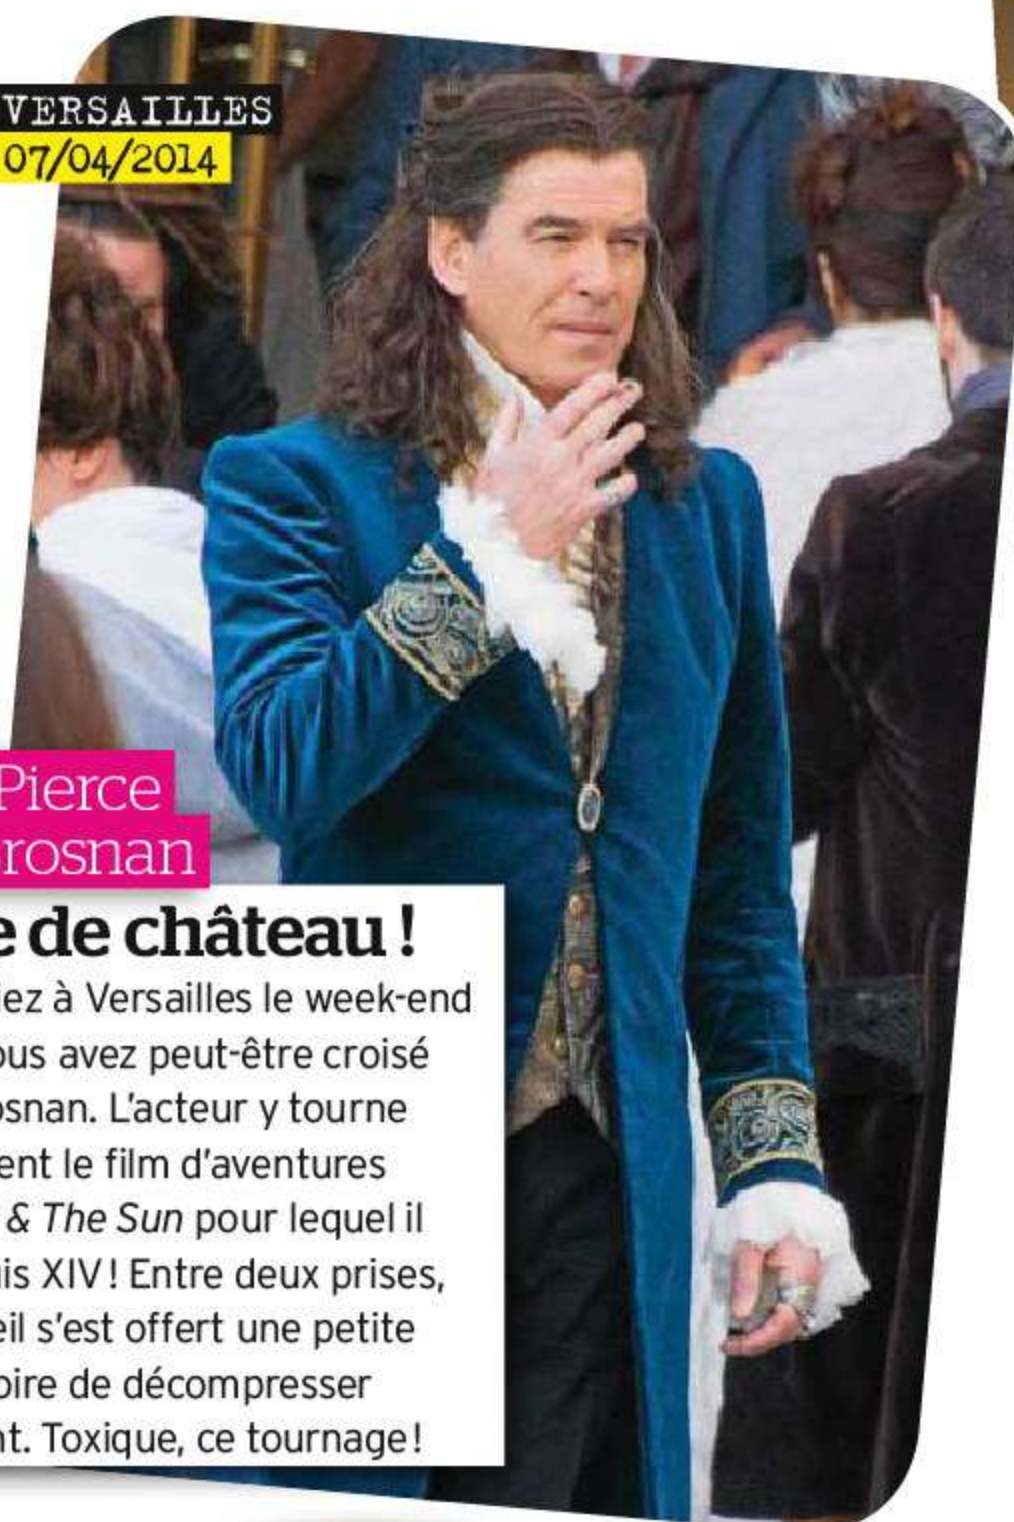 VERSAILLES
07/04/2014
Pierce
rosnan
e de château !
iez à Versailles le week-end
ous avez peut-être croisé
osnan. L'acteur y tourne
ent le film d'aventures
& The Sun pour lequel il
is XIV ! Entre deux prises,
eil s'est offert une petite
oire de décompresser
nt. Toxique, ce tournage !